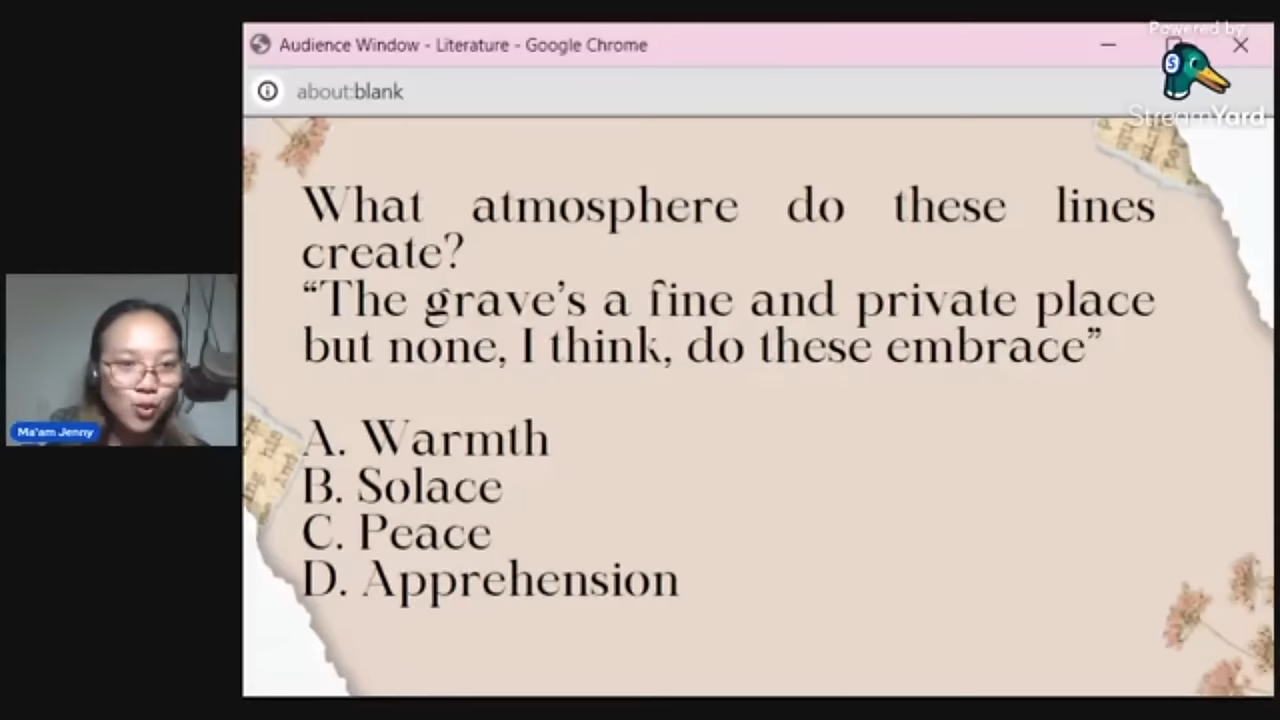 Audience Window - Literature - Google Chrome
Powered by
about:blank
StreamYard
What atmosphere do these lines
create?
“The grave’s a fine and private place
but none, I think, do these embrace”
A. Warmth
B. Solace
C. Peace
D. Apprehension
Ma'am Jenny